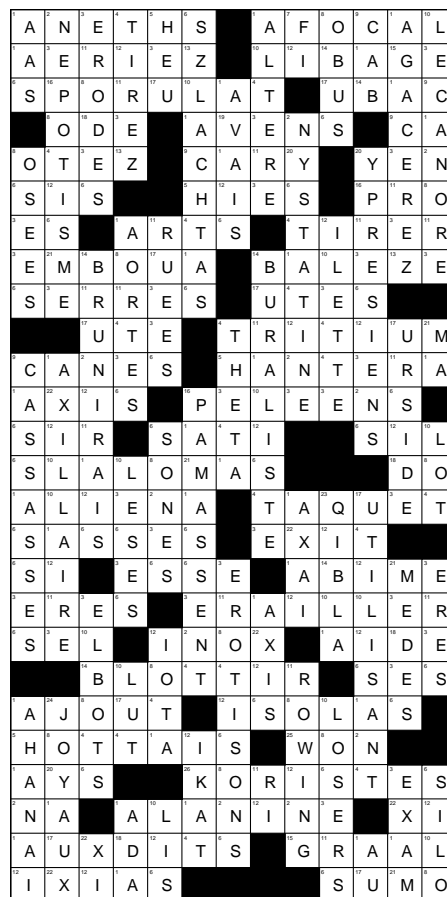 ANETHS AFOCAL
AERIEZ LIBAGE
SPORULAT UBAC
ODE AVENS CA
OTEZ CARY YEN
SIS HIES PRO
ES ARTS TIRER
EMBOUA BALEZE
SERRES UTES
UTE TRITIUM
CANES HANTERA
AXIS PELEENS
SIR SATI SIL
SLALOMAS DO
ALIENA TAQUET
SASSES EXIT
SI ESSE ABIME
ERES ERAILLER
SEL INOX AIDE
BLOTTIR SES
AJOUT ISOLAS
HOTTAIS WON
AYS KORISTES
NA ALANINE XI
AUXDITS GRAAL
IXIAS SUMO